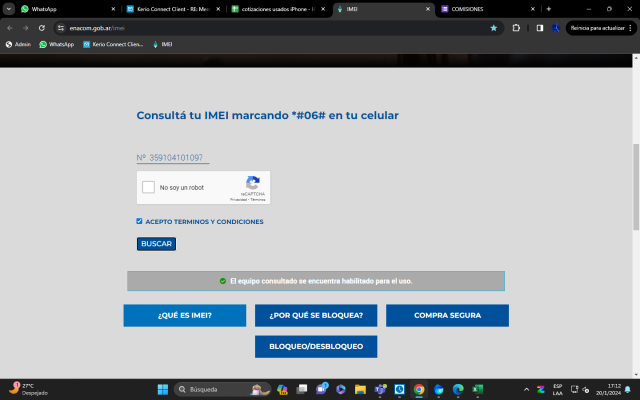 WhatsApp
Kerio Connect Client - RE: Mer
cotizaciones usados iPhone - H
IMEI
COMISIONES
enacom.gob.ar/imei
Reinicia para actualizar
Admin
WhatsApp
Kerio Connect Clien...
IMEI
Consultá tu IMEI marcando *#06# en tu celular
Nº 35910410109
No soy un robot
reCAPTCHA
Privacidad - Términos
ACEPTO TERMINOS Y CONDICIONES
BUSCAR
El equipo consultado se encuentra habilitado para el uso.
¿QUÉ ES IMEI?
¿POR QUÉ SE BLOQUEA?
COMPRA SEGURA
BLOQUEO/DESBLOQUEO
27°C
Despejado
Búsqueda
ESP
LAA
17:12
20/1/2024